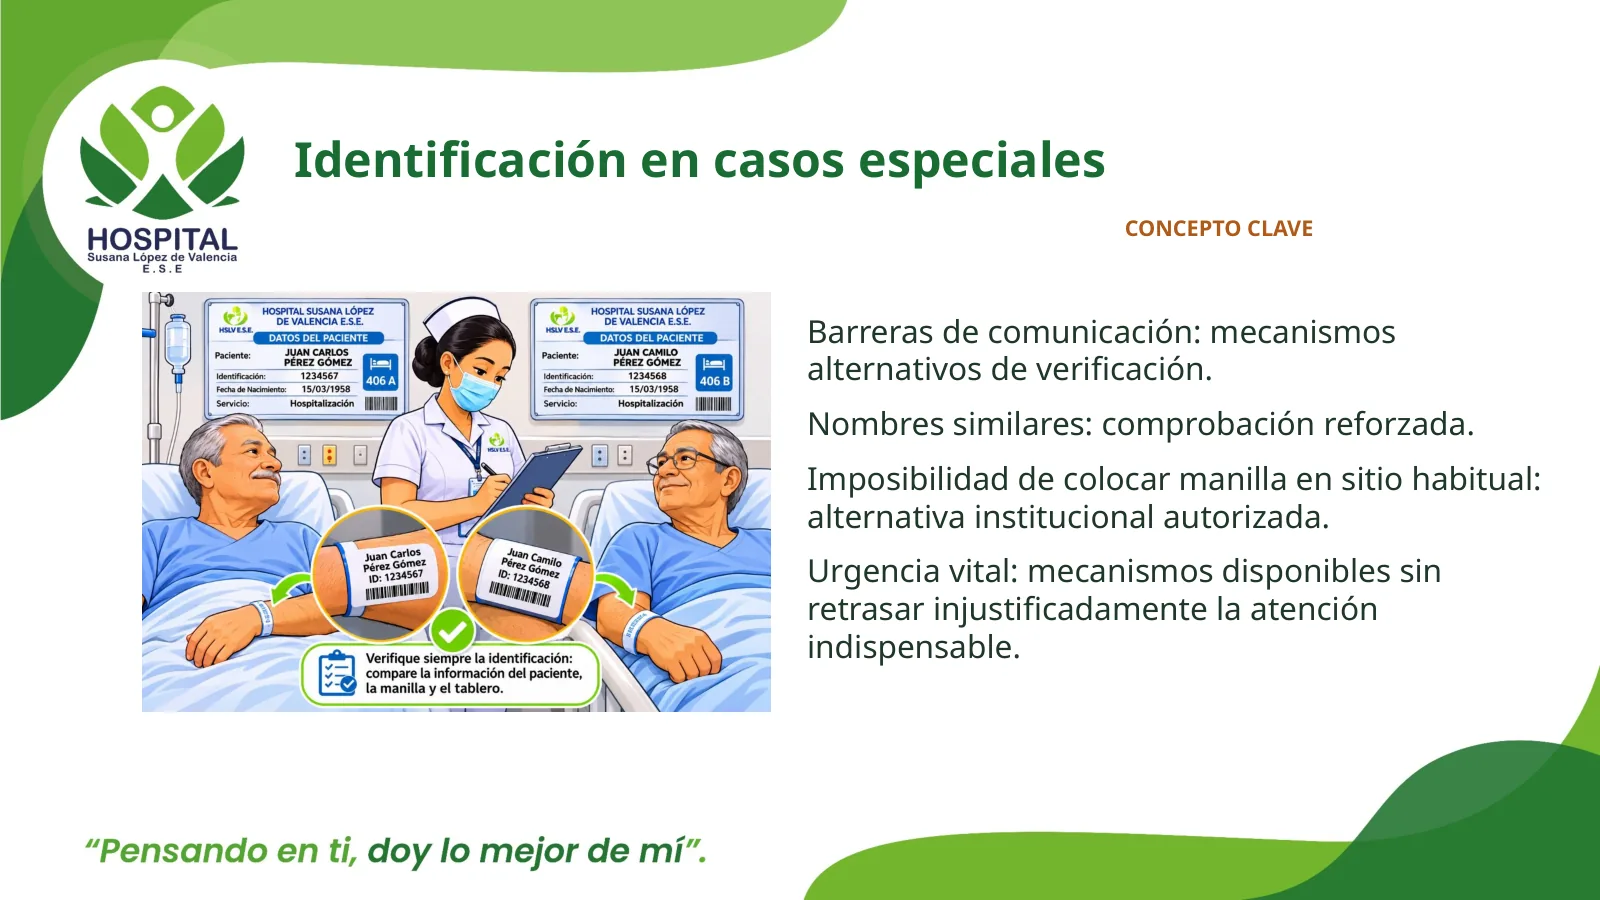 HOSPITAL
Susana López de Valencia
E.S.E
Identificación en casos especiales
CONCEPTO CLAVE
HSLV E.S.E.
HOSPITAL SUSANA LÓPEZ
DE VALENCIA E.S.E.
DATOS DEL PACIENTE
Paciente: JUAN CARLOS
PÉREZ GÓMEZ
Identificación: 1234567
Fecha de Nacimiento: 15/03/1958
Servicio: Hospitalización
406 A
HSLV E.S.E.
HOSPITAL SUSANA LÓPEZ
DE VALENCIA E.S.E.
DATOS DEL PACIENTE
Paciente: JUAN CAMILO
PÉREZ GÓMEZ
Identificación: 1234568
Fecha de Nacimiento: 15/03/1958
Servicio: Hospitalización
406 B
HSLV E.S.E.
Juan Carlos
Pérez Gómez
ID: 1234567
Juan Camilo
Pérez Gómez
ID: 1234568
Verifique siempre la identificación:
compare la información del paciente,
la manilla y el tablero.
Barreras de comunicación: mecanismos
alternativos de verificación.
Nombres similares: comprobación reforzada.
Imposibilidad de colocar manilla en sitio habitual:
alternativa institucional autorizada.
Urgencia vital: mecanismos disponibles sin
retrasar injustificadamente la atención
indispensable.
“Pensando en ti, doy lo mejor de mí”.